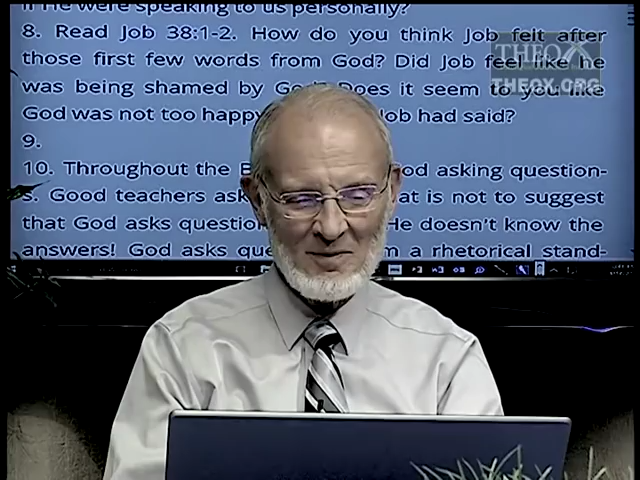 if He were speaking to us personally?
8. Read Job 38:1-2. How do you think Job felt after
those first few words from God? Did Job feel like he
was being shamed by God? Does it seem to you like
God was not too happy Job had said?
9.
10. Throughout the B od asking question-
s. Good teachers ask at is not to suggest
that God asks question He doesn't know the
answers! God asks que m a rhetorical stand-
THEOX
THEOX.ORG